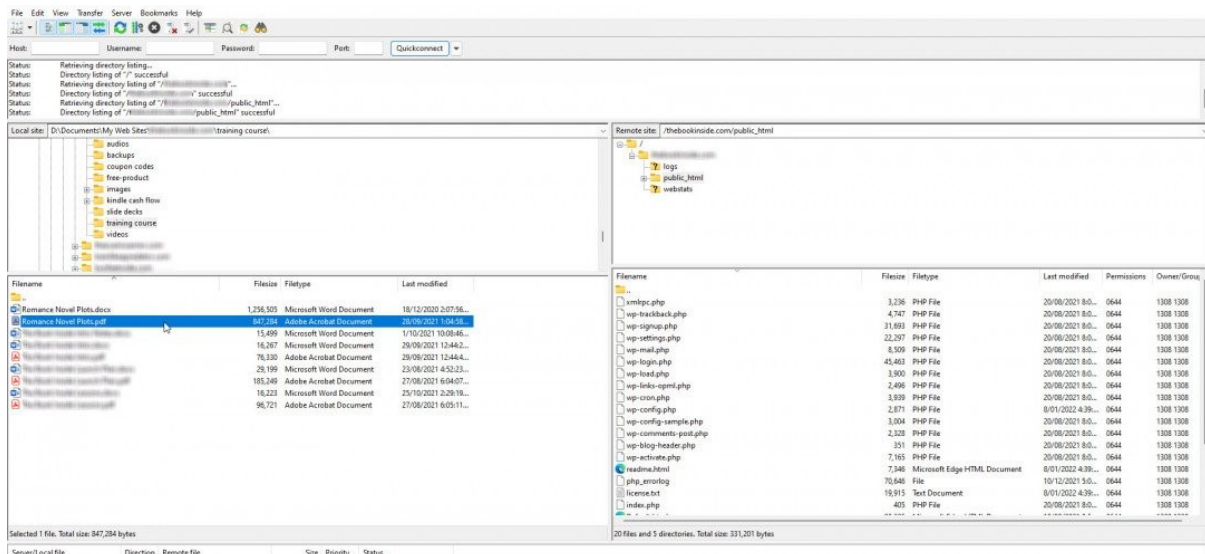 File Edit View Transfer Server Bookmarks Help
Host: Username: Password: Port: Quickconnect
Status: Retrieving directory listing...
Status: Directory listing of "/" successful
Status: Retrieving directory listing of "/
Status: Directory listing of "/ successful
Status: Retrieving directory listing of "/ /public_html"...
Status: Directory listing of "/ /public_html" successful
Local site: D:\Documents\My Web Sites\ \training course\
audios
backups
coupon codes
free-product
images
kindle cash flow
slide decks
training course
videos
Remote site: /thebookinside.com/public_html
/
logs
public_html
webstats
Filename Filesize Filetype Last modified
..
Romance Novel Plots.docx 1,256,505 Microsoft Word Document 18/12/2020 2:07:56...
Romance Novel Plots.pdf 847,284 Adobe Acrobat Document 28/09/2021 1:04:58...
15,499 Microsoft Word Document 1/10/2021 10:08:46...
16,267 Microsoft Word Document 29/09/2021 12:44:2...
76,330 Adobe Acrobat Document 29/09/2021 12:44:4...
29,199 Microsoft Word Document 23/08/2021 4:52:23...
185,249 Adobe Acrobat Document 27/08/2021 6:04:07...
16,223 Microsoft Word Document 25/10/2021 2:29:19...
96,721 Adobe Acrobat Document 27/08/2021 6:05:11...
Selected 1 file. Total size: 847,284 bytes
Filename Filesize Filetype Last modified Permissions Owner/Group
..
xmlrpc.php 3,236 PHP File 20/08/2021 8:0... 0644 1308 1308
wp-trackback.php 4,747 PHP File 20/08/2021 8:0... 0644 1308 1308
wp-signup.php 31,693 PHP File 20/08/2021 8:0... 0644 1308 1308
wp-settings.php 22,297 PHP File 20/08/2021 8:0... 0644 1308 1308
wp-mail.php 8,509 PHP File 20/08/2021 8:0... 0644 1308 1308
wp-login.php 45,463 PHP File 20/08/2021 8:0... 0644 1308 1308
wp-load.php 3,900 PHP File 20/08/2021 8:0... 0644 1308 1308
wp-links-opml.php 2,496 PHP File 20/08/2021 8:0... 0644 1308 1308
wp-cron.php 3,939 PHP File 20/08/2021 8:0... 0644 1308 1308
wp-config.php 2,871 PHP File 8/01/2022 4:39:... 0644 1308 1308
wp-config-sample.php 3,004 PHP File 20/08/2021 8:0... 0644 1308 1308
wp-comments-post.php 2,328 PHP File 20/08/2021 8:0... 0644 1308 1308
wp-blog-header.php 351 PHP File 20/08/2021 8:0... 0644 1308 1308
wp-activate.php 7,165 PHP File 20/08/2021 8:0... 0644 1308 1308
readme.html 7,346 Microsoft Edge HTML Document 8/01/2022 4:39:... 0644 1308 1308
php_errorlog 70,646 File 10/12/2021 5:0... 0644 1308 1308
license.txt 19,915 Text Document 8/01/2022 4:39:... 0644 1308 1308
index.php 405 PHP File 20/08/2021 8:0... 0644 1308 1308
20 files and 5 directories. Total size: 331,201 bytes
Server/Local file Direction Remote file Size Priority Status